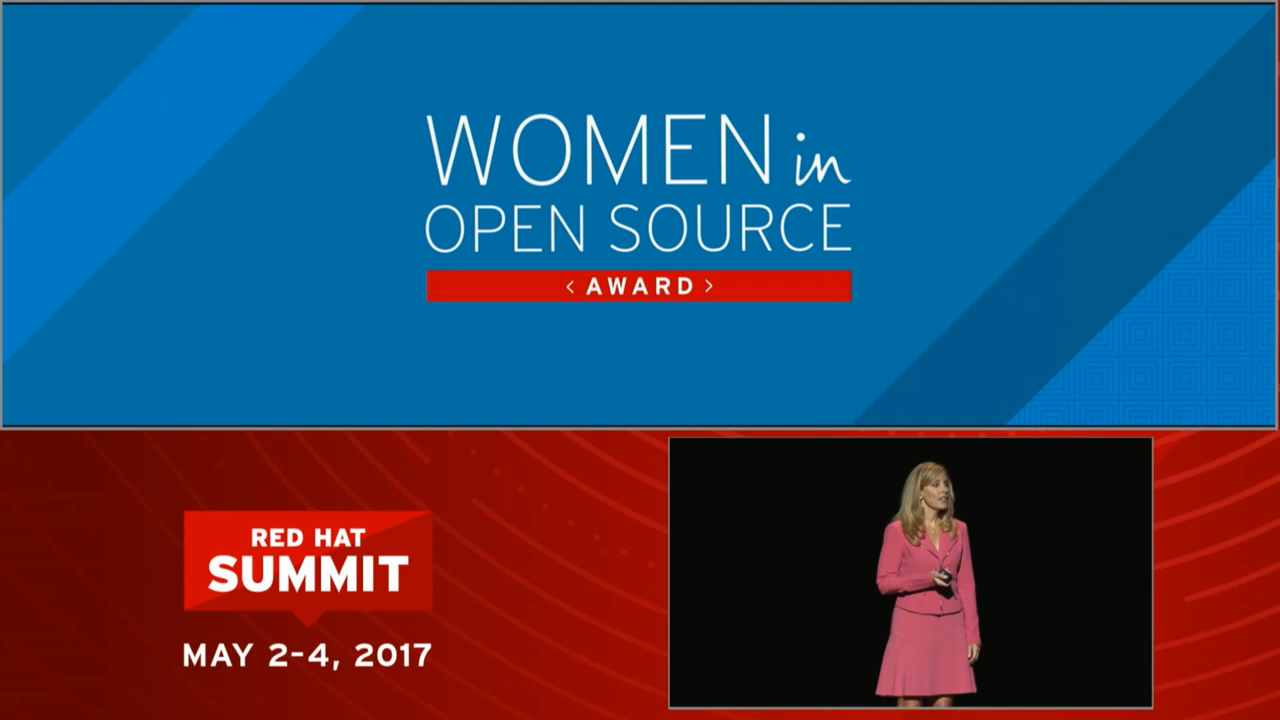 WOMEN in
OPEN SOURCE
< AWARD >
RED HAT
SUMMIT
MAY 2-4, 2017